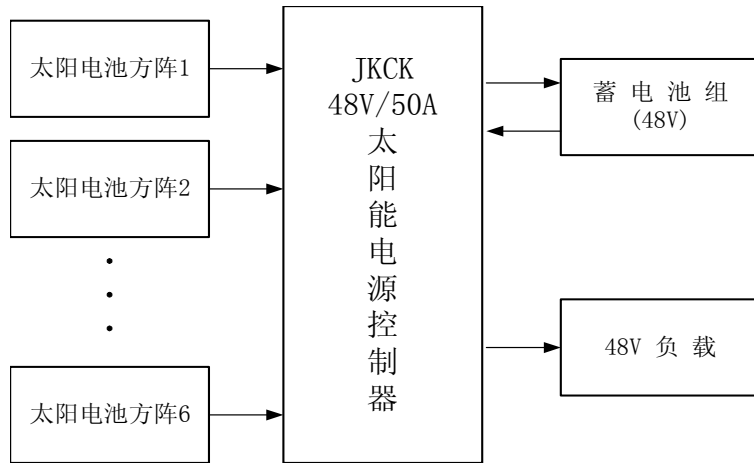 太阳电池方阵1
太阳电池方阵2
太阳电池方阵6
JKCK
48V/50A
太
阳
能
电
源
控
制
器
蓄 电 池 组
(48V)
48V 负 载